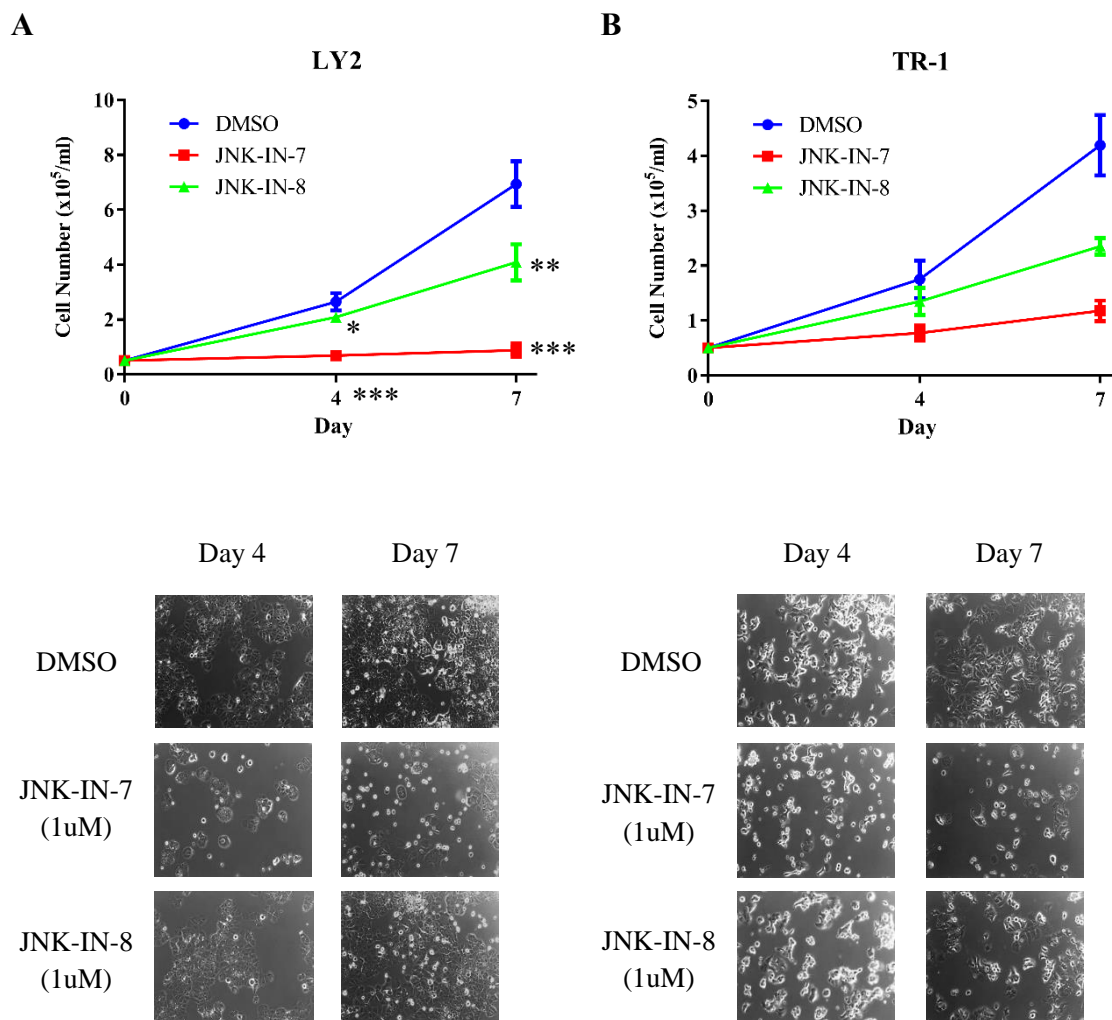 A
LY2
10
8
6
4
2
0
Cell Number (x10⁵/ml)
DMSO
JNK-IN-7
JNK-IN-8
**
*
***
0
4
***
7
Day
B
TR-1
5
4
3
2
1
0
Cell Number (x10⁵/ml)
DMSO
JNK-IN-7
JNK-IN-8
0
4
7
Day
Day 4
Day 7
DMSO
JNK-IN-7
(1uM)
JNK-IN-8
(1uM)
Day 4
Day 7
DMSO
JNK-IN-7
(1uM)
JNK-IN-8
(1uM)